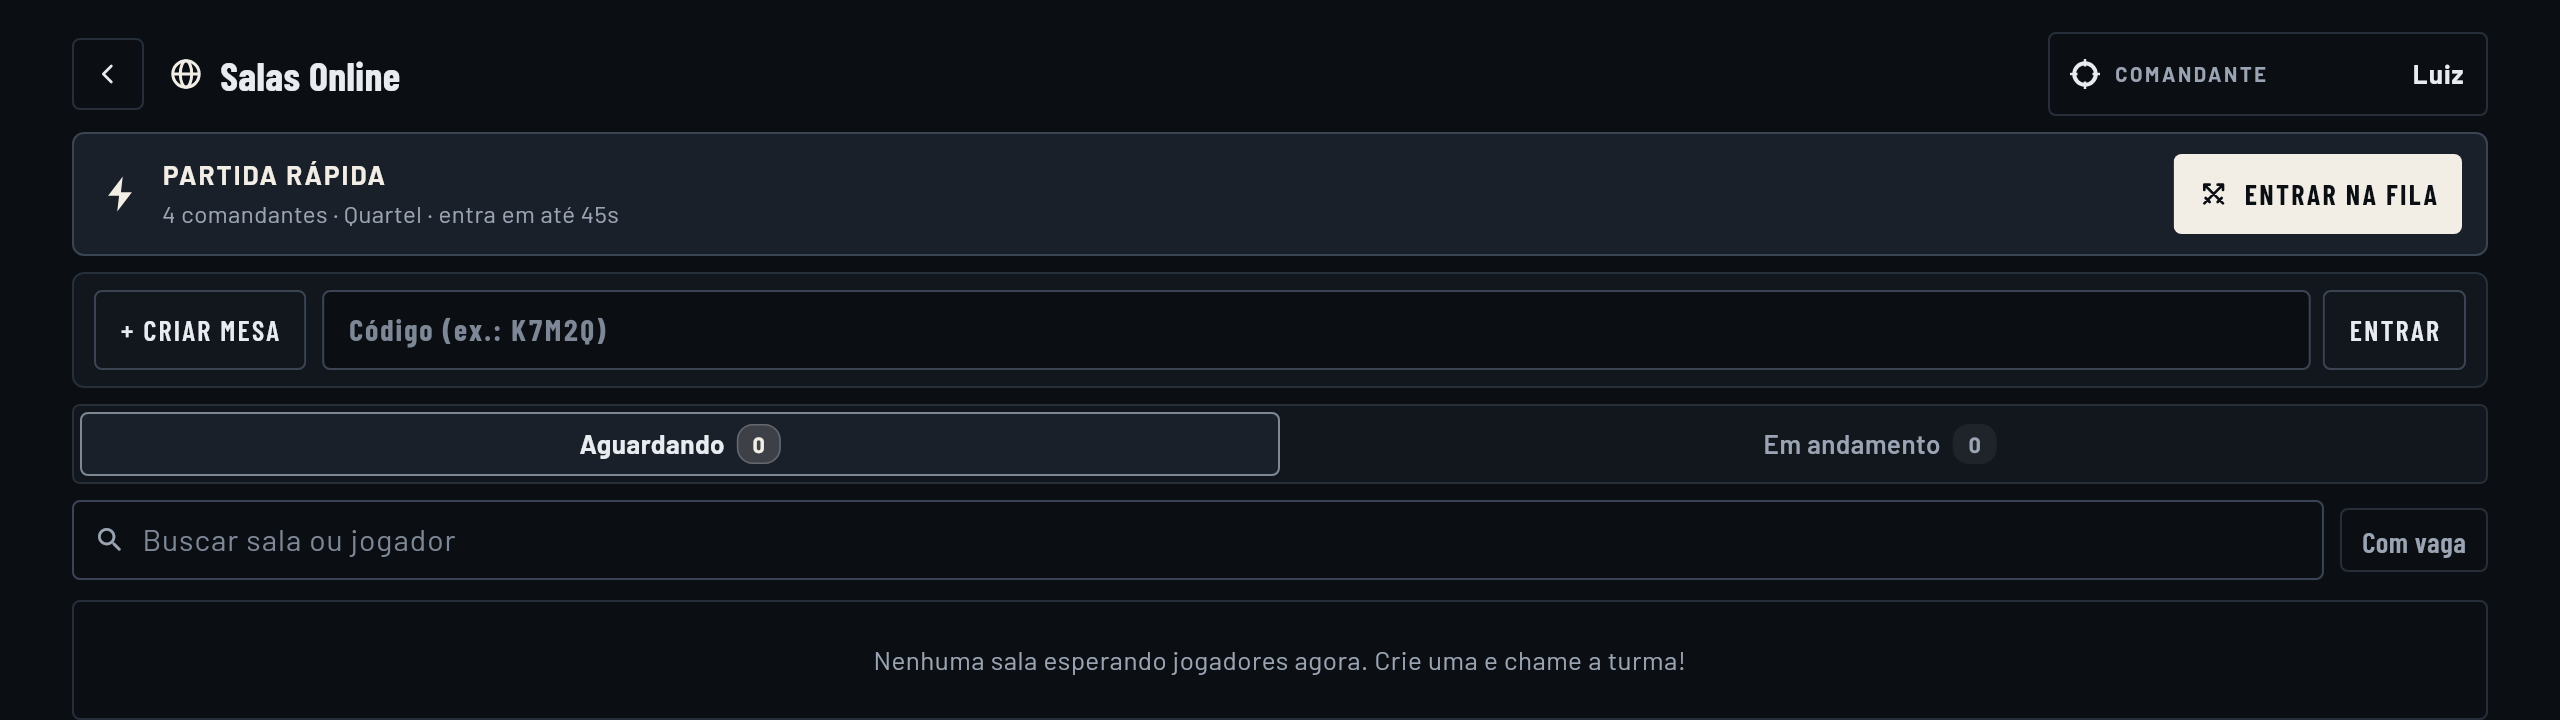 Salas Online
COMANDANTE Luiz
PARTIDA RÁPIDA
4 comandantes · Quartel · entra em até 45s
ENTRAR NA FILA
+ CRIAR MESA
Código (ex.: K7M2Q)
ENTRAR
Aguardando 0
Em andamento 0
Buscar sala ou jogador
Com vaga
Nenhuma sala esperando jogadores agora. Crie uma e chame a turma!